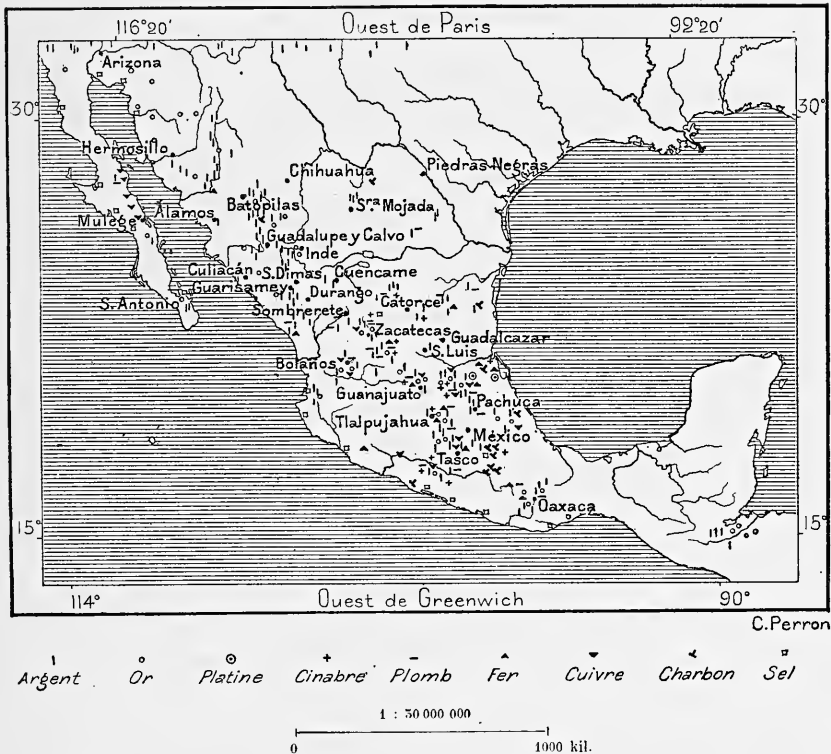 116°20' Ouest de Paris 99°20'
Arizona
30° 30°
Hermosillo
Chihuahua Piedras Negras
Mulege Álamos Batopilas Sra. Mojada
Guadalupe y Calvo
Inde
Culiacán S.Dimas Cuencame
Guarisamey Durango Catorce
S.Antonio
Sombrerete
Zacatecas Guadalcazar
S.Luis
Bolaños
Guanajuato Pachuca
Tlalpujahua México
Tasco
15° Oaxaca 15°
114° Ouest de Greenwich 90°
C.Perron
Argent Or Platine Cinabre Plomb Fer Cuivre Charbon Sel
1 : 30 000 000
0 1000 kil.